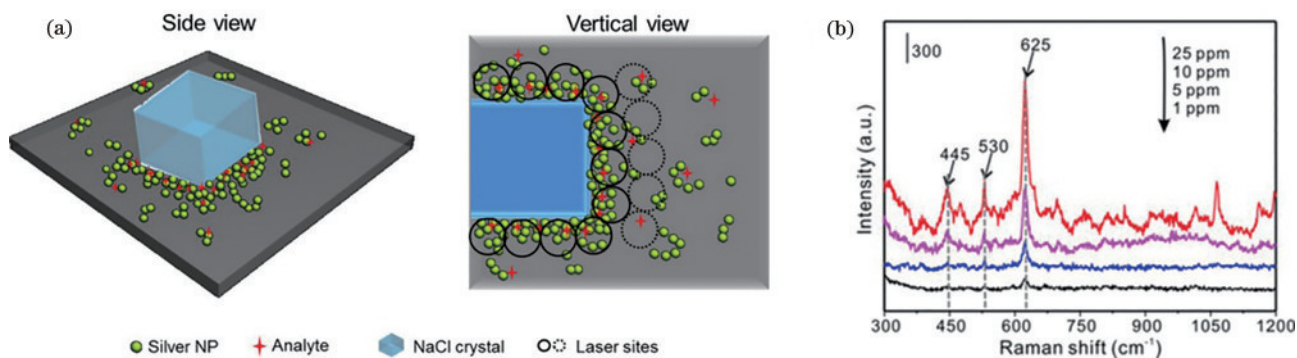 (a)
Side view
Vertical view
Silver NP
Analyte
NaCl crystal
Laser sites
(b)
300
445
530
625
25 ppm
10 ppm
5 ppm
1 ppm
Intensity (a.u.)
300 450 600 750 900 1050 1200
Raman shift (cm⁻¹)